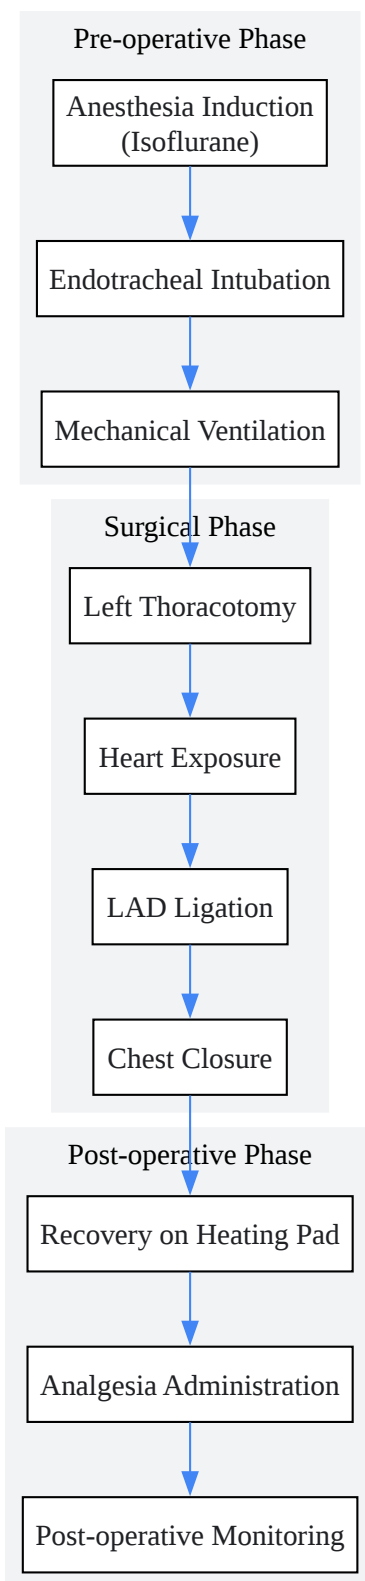 Pre-operative Phase
Anesthesia Induction
(Isoflurane)
Endotracheal Intubation
Mechanical Ventilation
Surgical Phase
Left Thoracotomy
Heart Exposure
LAD Ligation
Chest Closure
Post-operative Phase
Recovery on Heating Pad
Analgesia Administration
Post-operative Monitoring